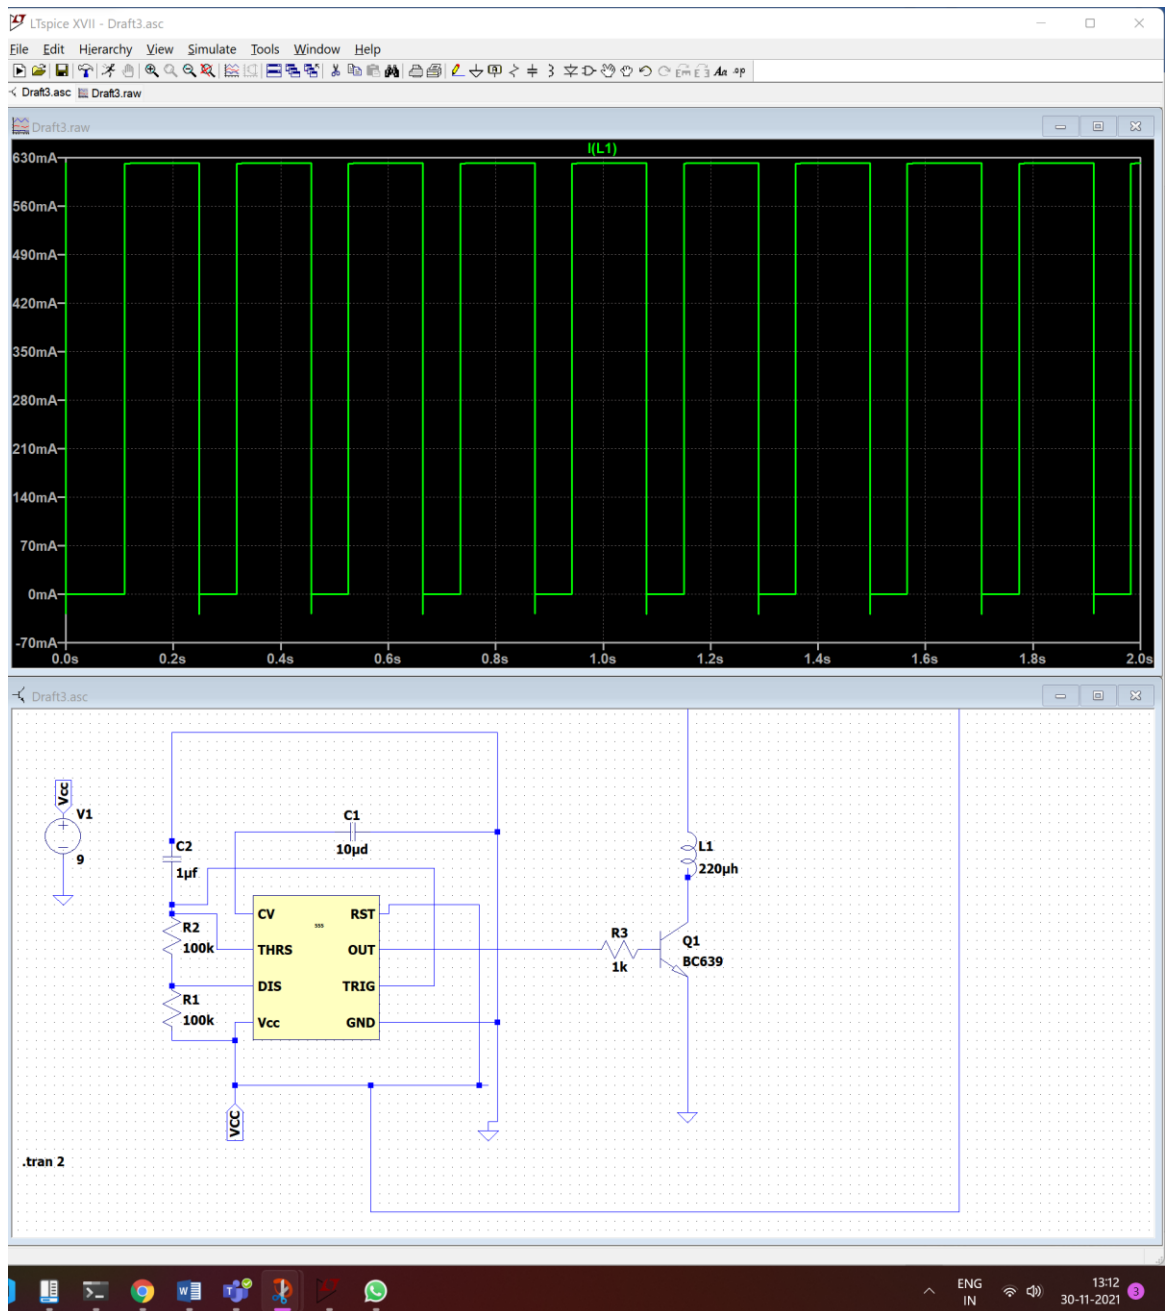 LTspice XVII - Draft3.asc
File Edit Hierarchy View Simulate Tools Window Help
Draft3.asc Draft3.raw
Draft3.raw
I(L1)
630mA
560mA
490mA
420mA
350mA
280mA
210mA
140mA
70mA
0mA
-70mA
0.0s 0.2s 0.4s 0.6s 0.8s 1.0s 1.2s 1.4s 1.6s 1.8s 2.0s
Draft3.asc
Vcc
V1
9
C1
10µd
C2
1µf
L1
220µh
CV RST
555
R2
100k
THRS OUT
R3
1k
Q1
BC639
DIS TRIG
R1
100k
Vcc GND
VCC
.tran 2
ENG
IN
13:12
30-11-2021
3